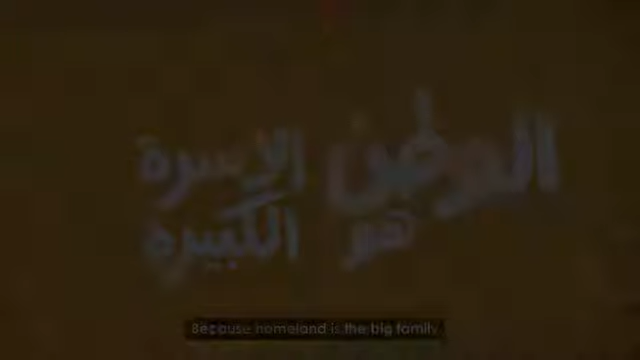 الوطن
هو
الأسرة
الكبيرة
Because homeland is the big family